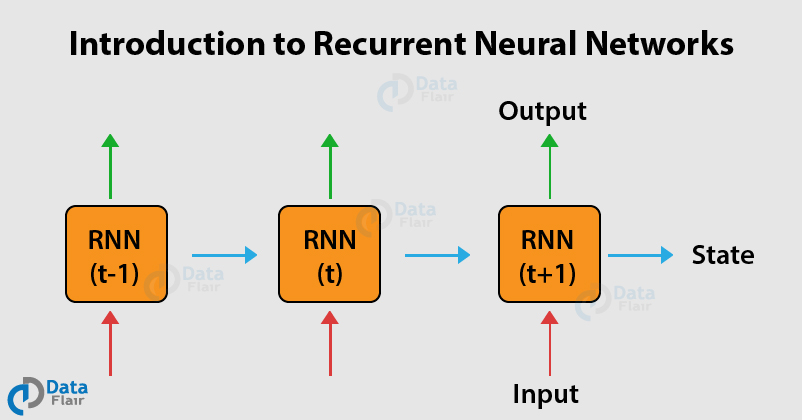 Introduction to Recurrent Neural Networks
Data
Flair
Output
RNN
(t-1)
RNN
(t)
RNN
(t+1)
Data
Flair
State
Data
Flair
Data
Flair
Input
Data
Flair